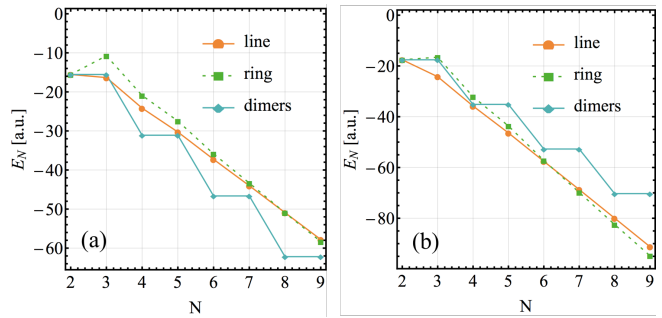 0
−10
−20
−30
−40
−50
−60
E_N [a.u.]
line
ring
dimers
(a)
2 3 4 5 6 7 8 9
N
0
−20
−40
−60
−80
E_N [a.u.]
line
ring
dimers
(b)
2 3 4 5 6 7 8 9
N